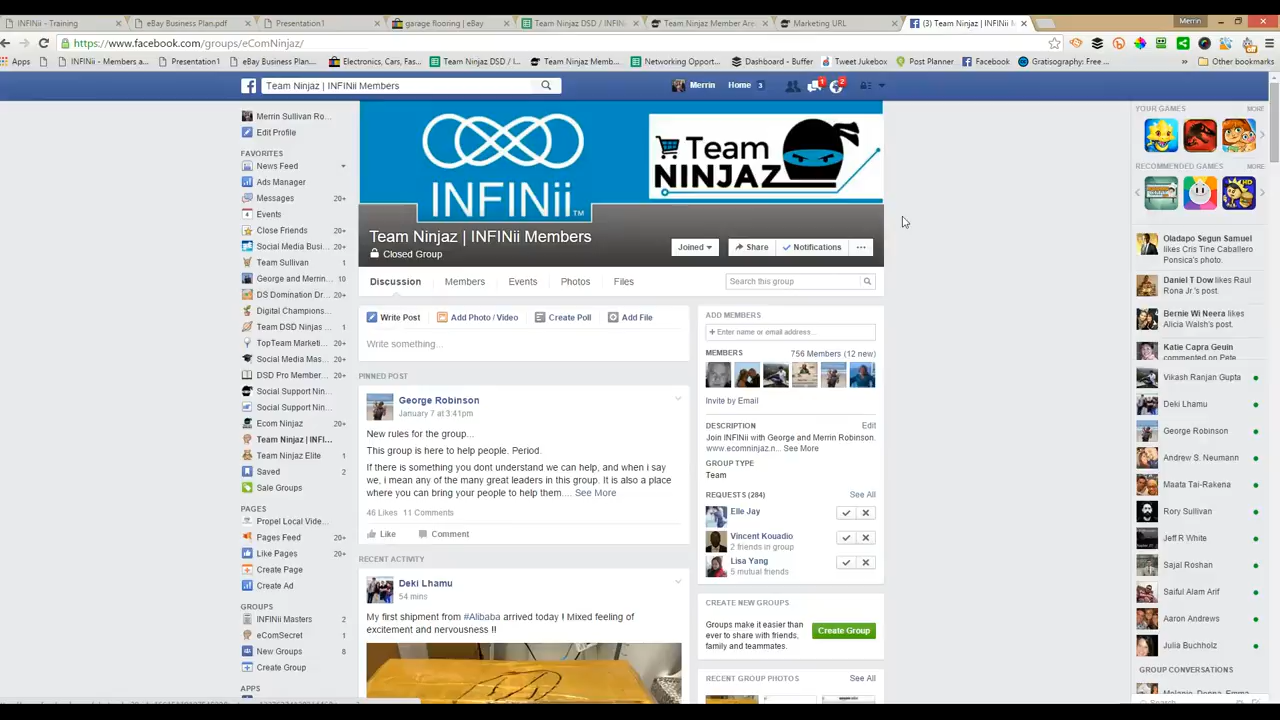 INFINii - Training
eBay Business Plan.pdf
Presentation1
garage flooring | eBay
Team Ninjaz DSD / INFIN
Team Ninjaz Member Are
Marketing URL
(3) Team Ninjaz | INFINii M
Merrin
https://www.facebook.com/groups/eComNinjaz/
Apps
INFINii - Members a...
Presentation1
eBay Business Plan...
Electronics, Cars, Fas...
Team Ninjaz DSD / I...
Team Ninjaz Memb...
Networking Opport...
Dashboard - Buffer
Tweet Jukebox
Post Planner
Facebook
Gratisography: Free ...
»
Other bookmarks
Team Ninjaz | INFINii Members
Merrin
Home 3
1
2
Merrin Sullivan Ro...
Edit Profile
FAVORITES
News Feed
Ads Manager
Messages 20+
Events 4
Close Friends 20+
Social Media Busi... 20+
Team Sullivan 1
George and Merrin... 10
DS Domination Dr... 20+
Digital Champions...
Team DSD Ninjas ... 1
TopTeam Marketi... 20+
Social Media Mas... 20+
DSD Pro Member... 20+
Social Support Nin...
Social Support Nin... 20+
Ecom Ninjaz 20+
Team Ninjaz | INFI...
Team Ninjaz Elite 1
Saved 2
Sale Groups
PAGES
Propel Local Vide...
Pages Feed 20+
Like Pages 20+
Create Page
Create Ad
GROUPS
INFINii Masters 2
eComSecret 1
New Groups 8
Create Group
APPS
INFINii™
Team
NINJAZ
Team Ninjaz | INFINii Members
Closed Group
Joined
Share
Notifications
...
Discussion
Members
Events
Photos
Files
Search this group
Write Post
Add Photo / Video
Create Poll
Add File
Write something...
PINNED POST
George Robinson
January 7 at 3:41pm
New rules for the group...
This group is here to help people. Period.
If there is something you dont understand we can help, and when i say
we, i mean any of the many great leaders in this group. It is also a place
where you can bring your people to help them.... See More
46 Likes 11 Comments
Like Comment
RECENT ACTIVITY
Deki Lhamu
54 mins
My first shipment from #Alibaba arrived today ! Mixed feeling of
excitement and nervousness !!
ADD MEMBERS
+ Enter name or email address...
MEMBERS 756 Members (12 new)
Invite by Email
DESCRIPTION Edit
Join INFINii with George and Merrin Robinson.
www.ecomninjaz.n... See More
GROUP TYPE
Team
REQUESTS (284) See All
Elle Jay
Vincent Kouadio
2 friends in group
Lisa Yang
5 mutual friends
CREATE NEW GROUPS
Groups make it easier than
ever to share with friends,
family and teammates.
Create Group
RECENT GROUP PHOTOS See All
YOUR GAMES MORE
RECOMMENDED GAMES MORE
Oladapo Segun Samuel
likes Cris Tine Caballero
Ponsica's photo.
Daniel T Dow likes Raul
Rona Jr.'s post.
Bernie Wi Neera likes
Alicia Walsh's post.
Katie Capra Geuin
commented on Pete
Vikash Ranjan Gupta
Deki Lhamu
George Robinson
Andrew S. Neumann
Maata Tai-Rakena
Rory Sullivan
Jeff R White
Sajal Roshan
Saiful Alam Arif
Aaron Andrews
Julia Buchholz
GROUP CONVERSATIONS
Melanie, Donna, Emma,
Search